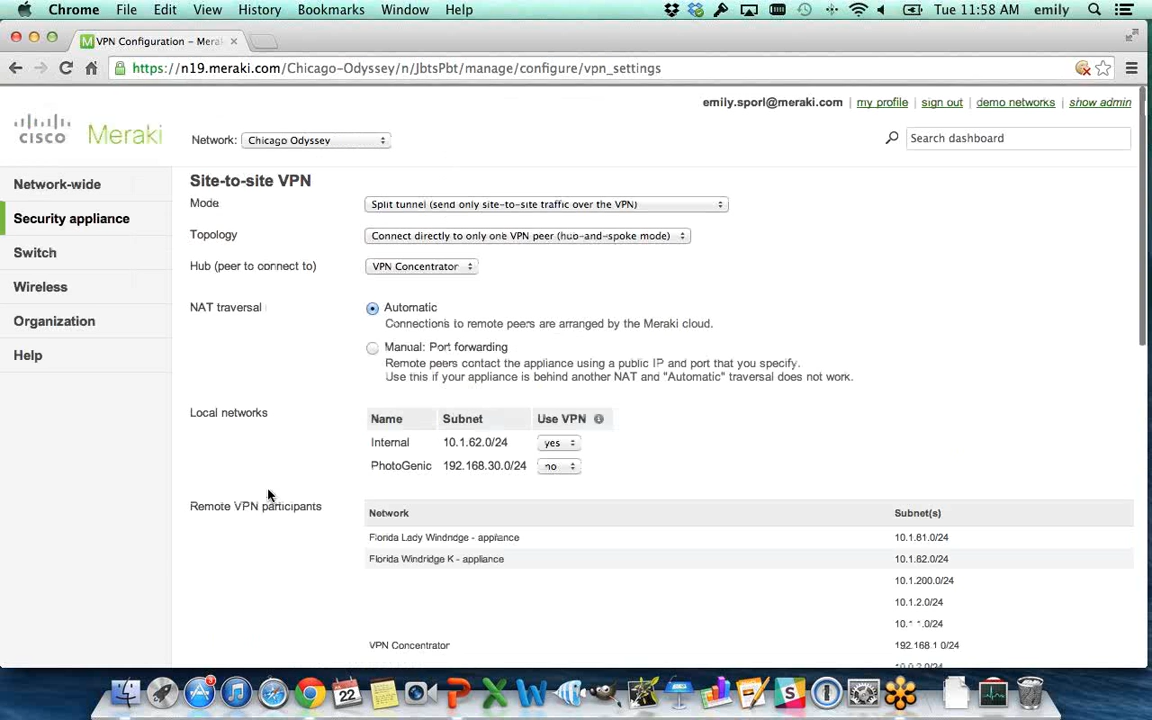 Chrome File Edit View History Bookmarks Window Help Tue 11:58 AM emily
VPN Configuration – Mera
https://n19.meraki.com/Chicago-Odyssey/n/JbtsPbt/manage/configure/vpn_settings
emily.sporl@meraki.com | my profile | sign out | demo networks | show admin
CISCO Meraki
Network: Chicago Odyssey
Search dashboard
Network-wide
Security appliance
Switch
Wireless
Organization
Help
Site-to-site VPN
Mode Split tunnel (send only site-to-site traffic over the VPN)
Topology Connect directly to only one VPN peer (hub-and-spoke mode)
Hub (peer to connect to) VPN Concentrator
NAT traversal Automatic
Connections to remote peers are arranged by the Meraki cloud.
Manual: Port forwarding
Remote peers contact the appliance using a public IP and port that you specify.
Use this if your appliance is behind another NAT and "Automatic" traversal does not work.
Local networks
Name Subnet Use VPN
Internal 10.1.62.0/24 yes
PhotoGenic 192.168.30.0/24 no
Remote VPN participants
Network Subnet(s)
Florida Lady Windridge - appliance 10.1.81.0/24
Florida Windridge K - appliance 10.1.82.0/24
10.1.200.0/24
10.1.2.0/24
VPN Concentrator 192.168.1.0/24
22